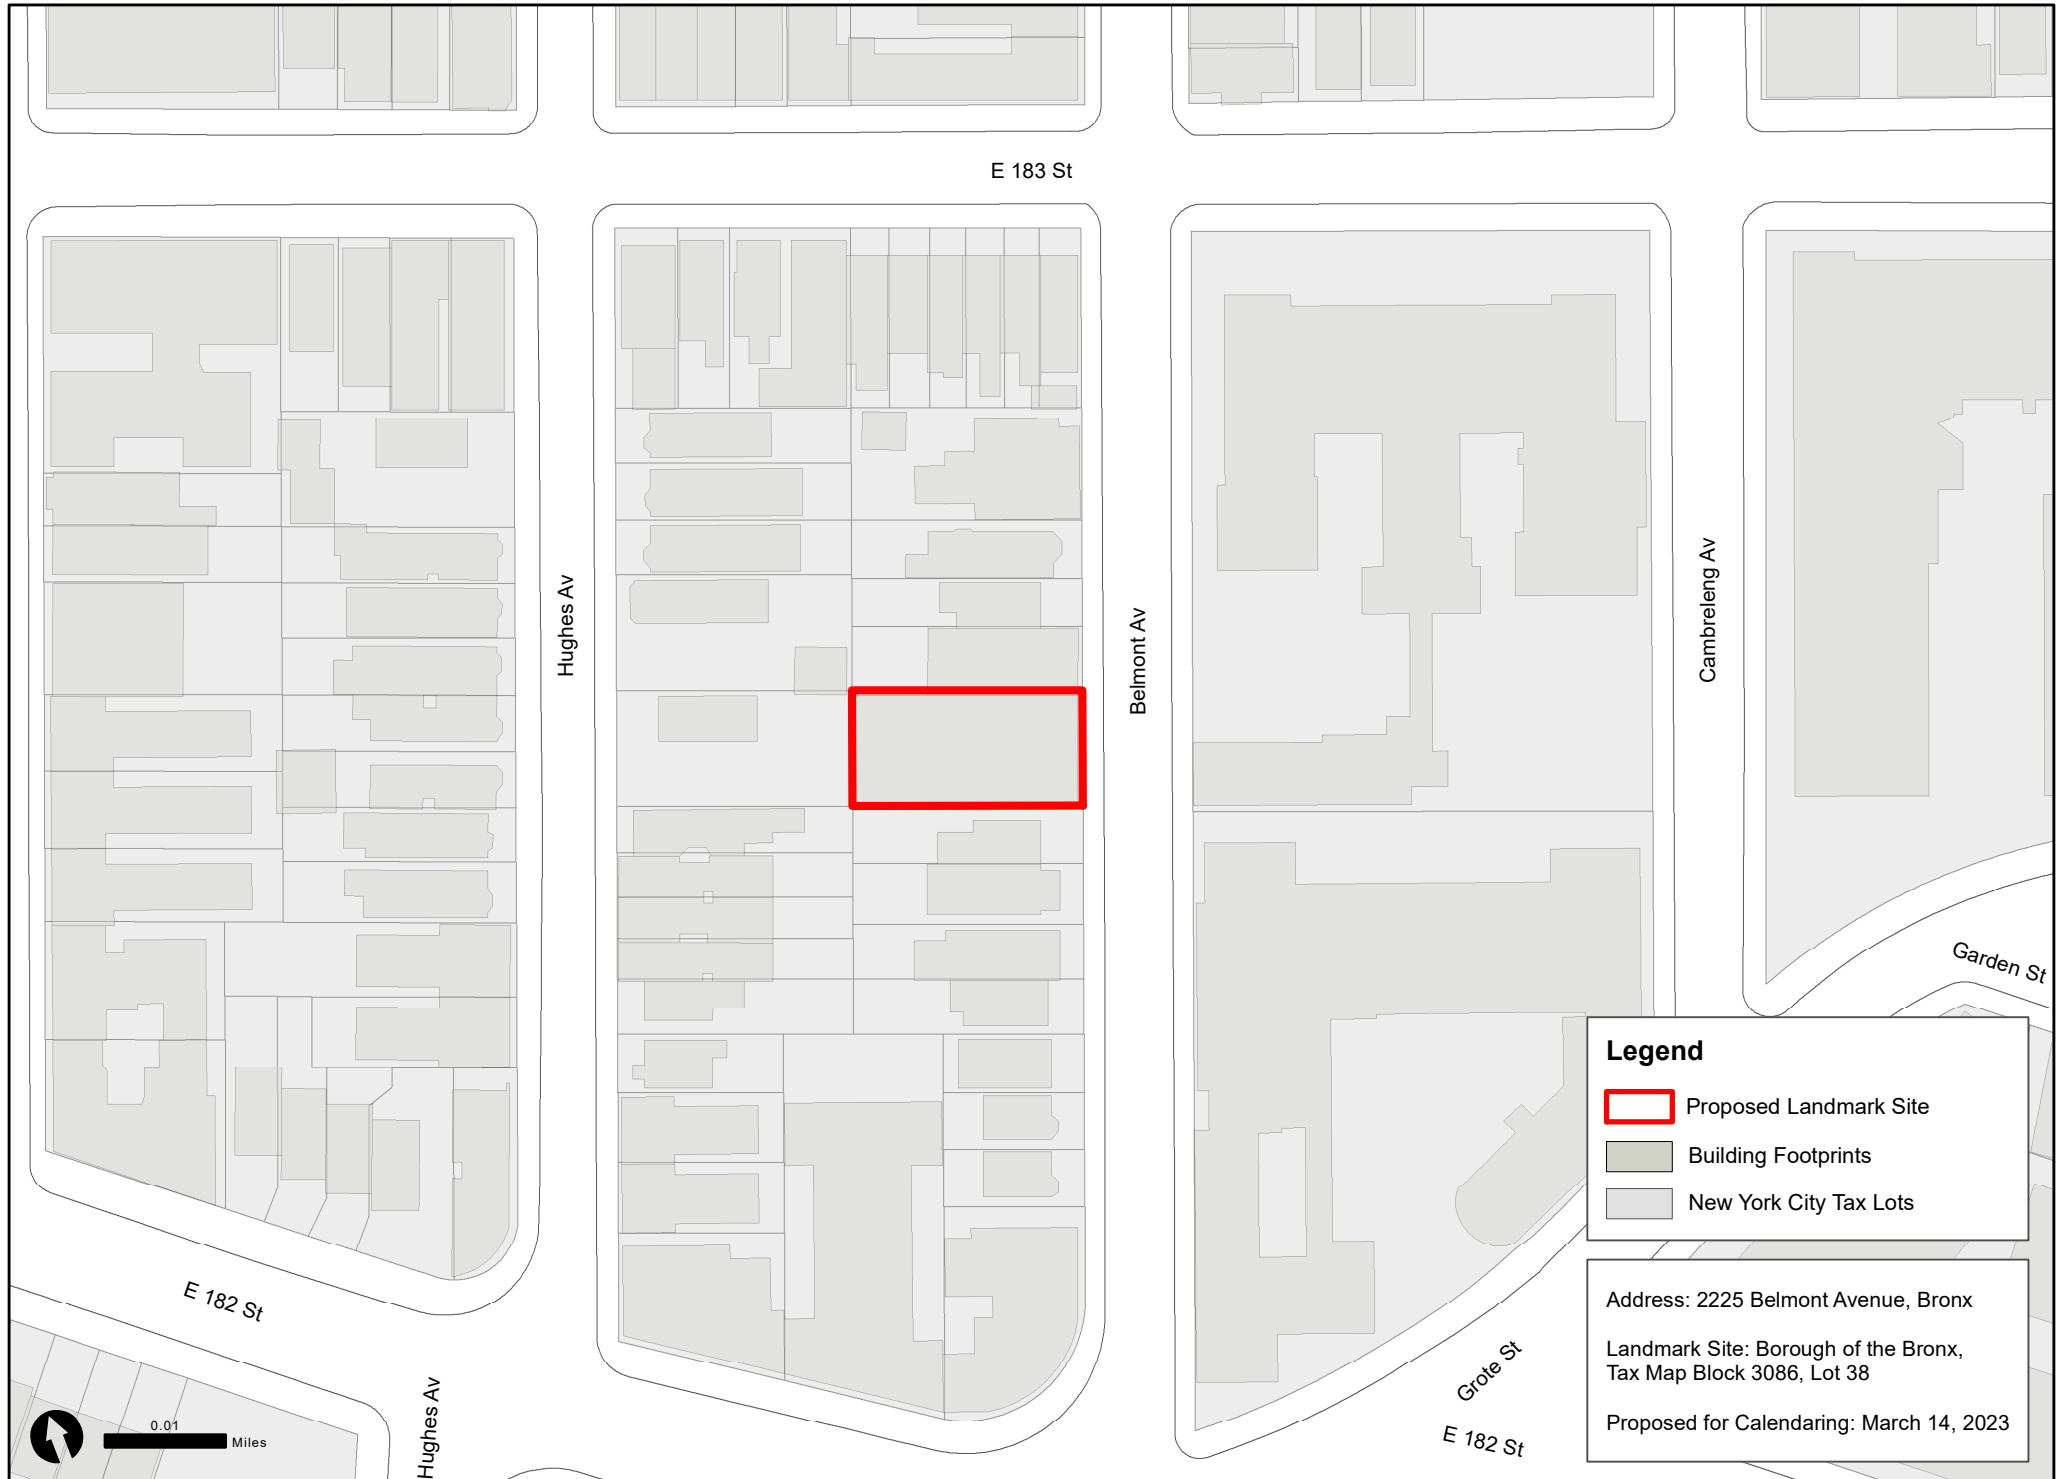 E 183 St
Hughes Av
Belmont Av
Cambreleng Av
Garden St
Legend
Proposed Landmark Site
Building Footprints
New York City Tax Lots
E 182 St
Address: 2225 Belmont Avenue, Bronx
Landmark Site: Borough of the Bronx,
Tax Map Block 3086, Lot 38
Proposed for Calendaring: March 14, 2023
Grote St
E 182 St
Hughes Av
0.01
Miles